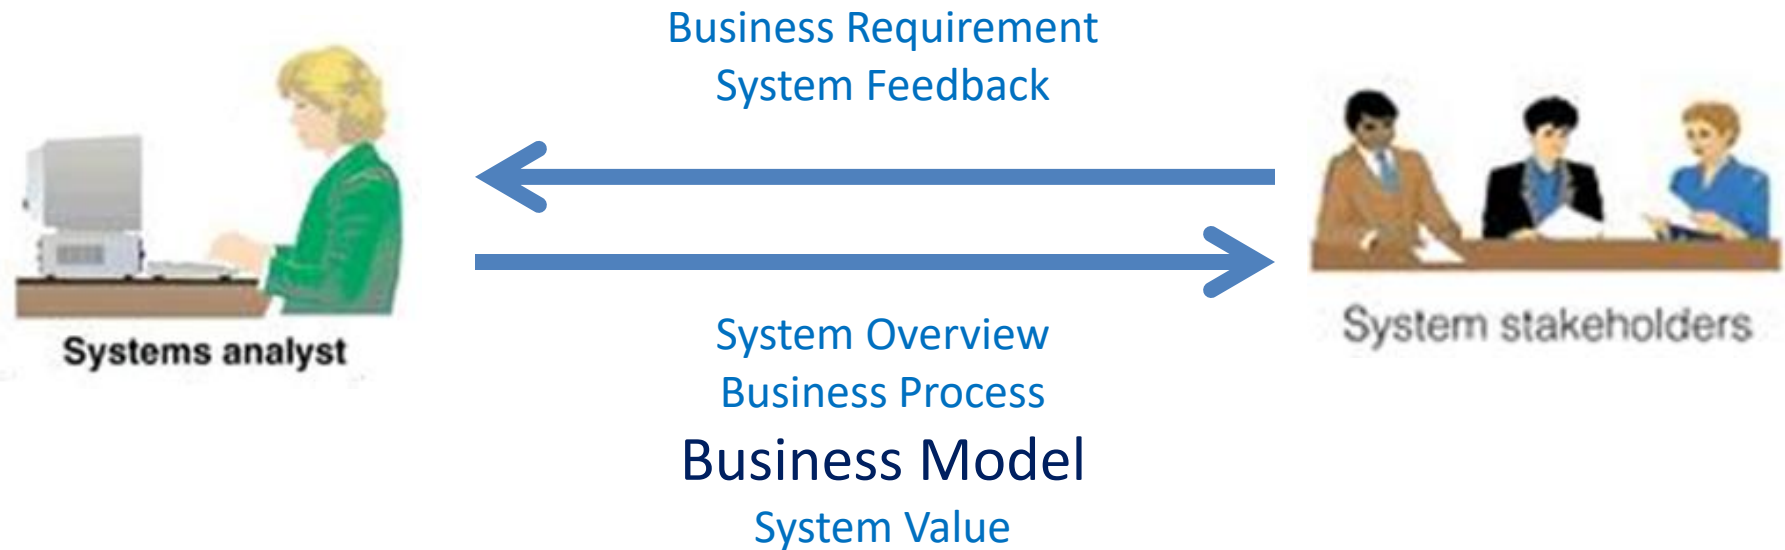 Business Requirement
System Feedback
Systems analyst
System stakeholders
System Overview
Business Process
Business Model
System Value